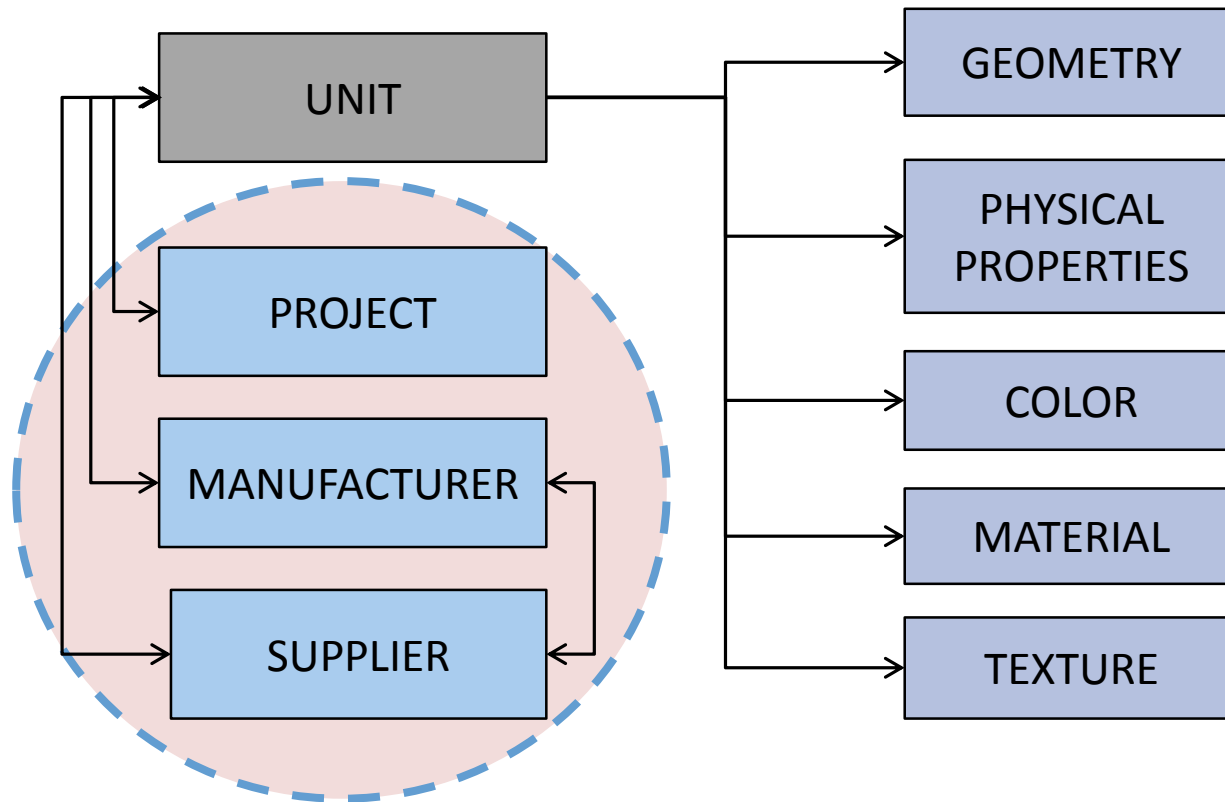 UNIT
PROJECT
MANUFACTURER
SUPPLIER
GEOMETRY
PHYSICAL
PROPERTIES
COLOR
MATERIAL
TEXTURE